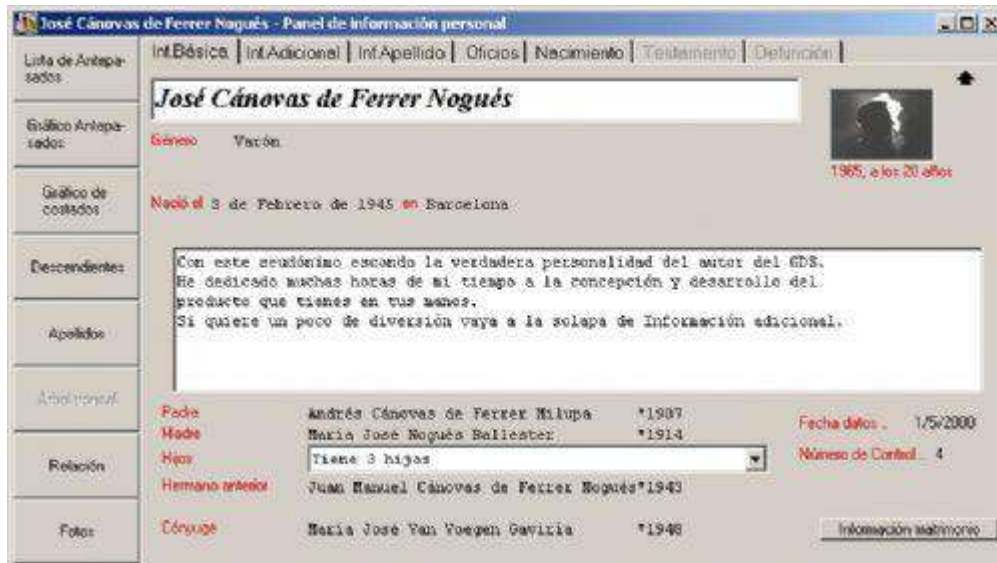 José Cánovas de Ferrer Nogués - Panel de información personal
Inf.Básica Inf.Adicional Inf.Apellido Oficios Nacimiento Testamento Defunción
Lista de Antepa-
sados
Gráfico Antepa-
sados
Gráfico de
costados
Descendientes
Apellidos
Relación
Fotos
José Cánovas de Ferrer Nogués
Género Varón
1965, a los 20 años
Nació el 3 de Febrero de 1945 en Barcelona
Con este seudónimo escondo la verdadera personalidad del autor del GDS.
He dedicado muchas horas de mi tiempo a la concepción y desarrollo del
producto que tienes en tus manos.
Si quiere un poco de diversión vaya a la solapa de Información adicional.
Padre Andrés Cánovas de Ferrer Milupa *1907
Madre María José Nogués Ballester *1914
Hijos Tiene 3 hijas
Hermano anterior Juan Manuel Cánovas de Ferrer Nogués*1943
Cónyuge María José Van Voegen Gaviria *1948
Fecha datos .. 1/5/2000
Número de Control... 4
Información matrimonio